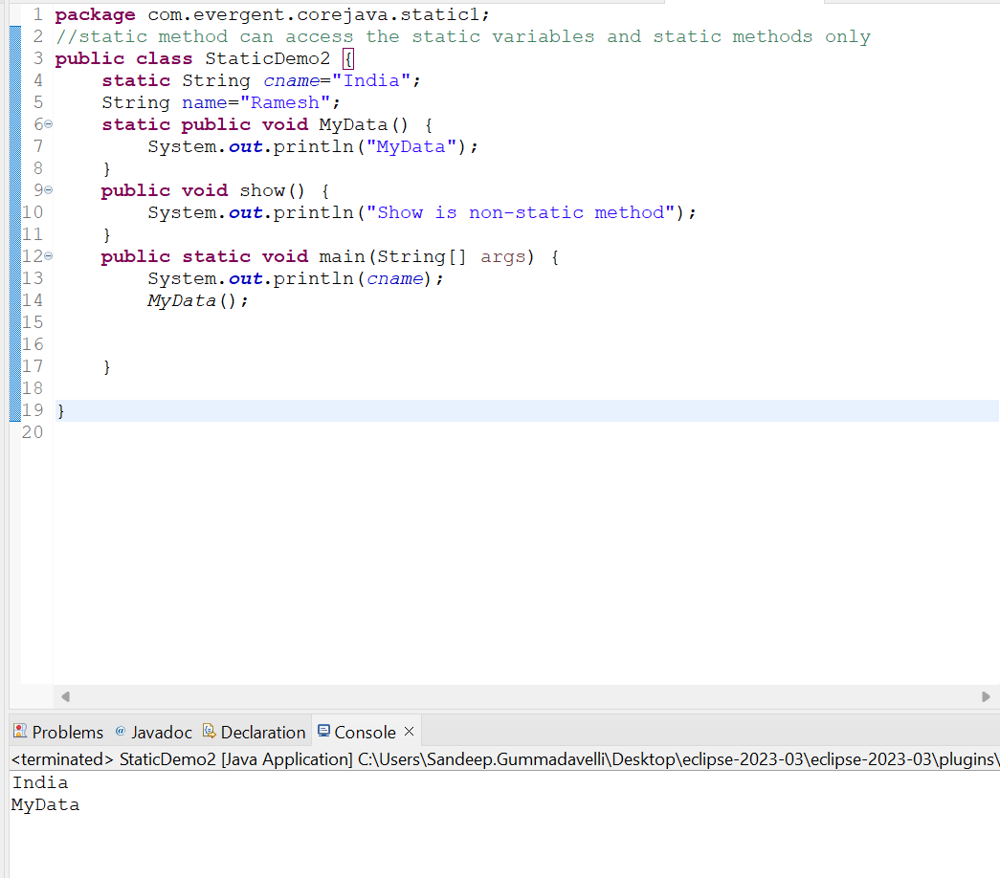 1 package com.evergent.corejava.static1;
2 //static method can access the static variables and static methods only
3 public class StaticDemo2 {
4     static String cname="India";
5     String name="Ramesh";
6     static public void MyData() {
7         System.out.println("MyData");
8     }
9     public void show() {
10         System.out.println("Show is non-static method");
11     }
12     public static void main(String[] args) {
13         System.out.println(cname);
14         MyData();
15
16
17     }
18
19 }
20
Problems @ Javadoc Declaration Console ×
<terminated> StaticDemo2 [Java Application] C:\Users\Sandeep.Gummadavelli\Desktop\eclipse-2023-03\eclipse-2023-03\plugins\
India
MyData